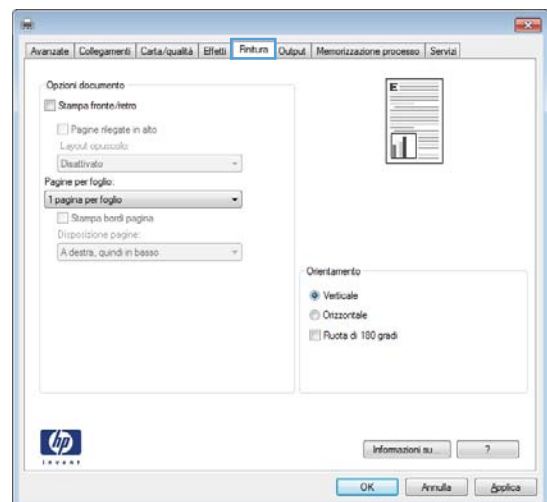 Avanzate Collegamenti Carta/qualità Effetti Finitura Output Memorizzazione processo Servizi
Opzioni documento
Stampa fronte/retro
Pagine rilegate in alto
Layout opuscolo:
Disattivato
Pagine per foglio:
1 pagina per foglio
Stampa bordi pagina
Disposizione pagine:
A destra, quindi in basso
E
Orientamento
Verticale
Orizzontale
Ruota di 180 gradi
hp
invent
Informazioni su... ?
OK Annulla Applica